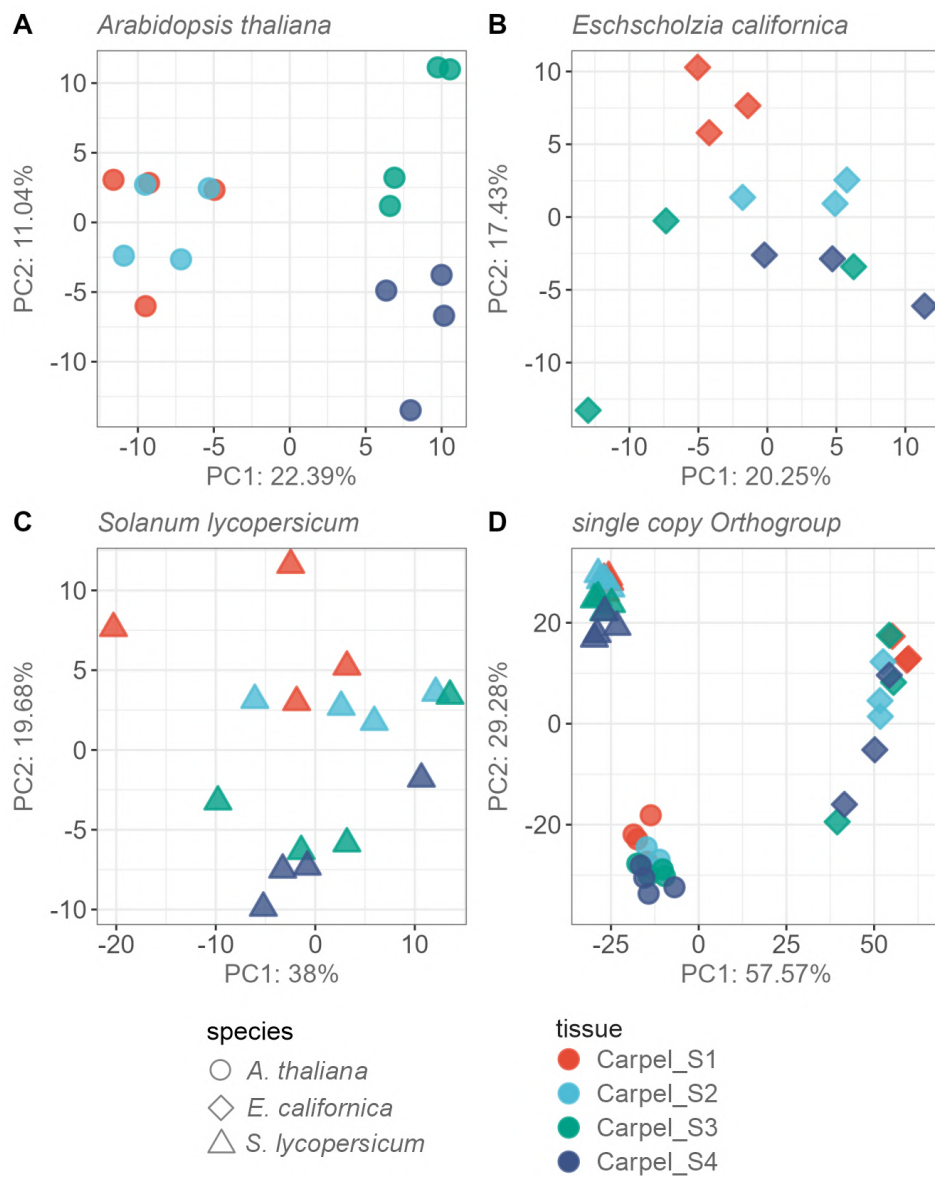 A Arabidopsis thaliana
10
5
0
-5
-10
PC2: 11.04%
-10 -5 0 5 10
PC1: 22.39%
B Eschscholzia californica
10
5
0
-5
-10
PC2: 17.43%
-10 -5 0 5 10
PC1: 20.25%
C Solanum lycopersicum
10
5
0
-5
-10
PC2: 19.68%
-20 -10 0 10
PC1: 38%
D single copy Orthogroup
20
0
-20
PC2: 29.28%
-25 0 25 50
PC1: 57.57%
species
A. thaliana
E. californica
S. lycopersicum
tissue
Carpel_S1
Carpel_S2
Carpel_S3
Carpel_S4